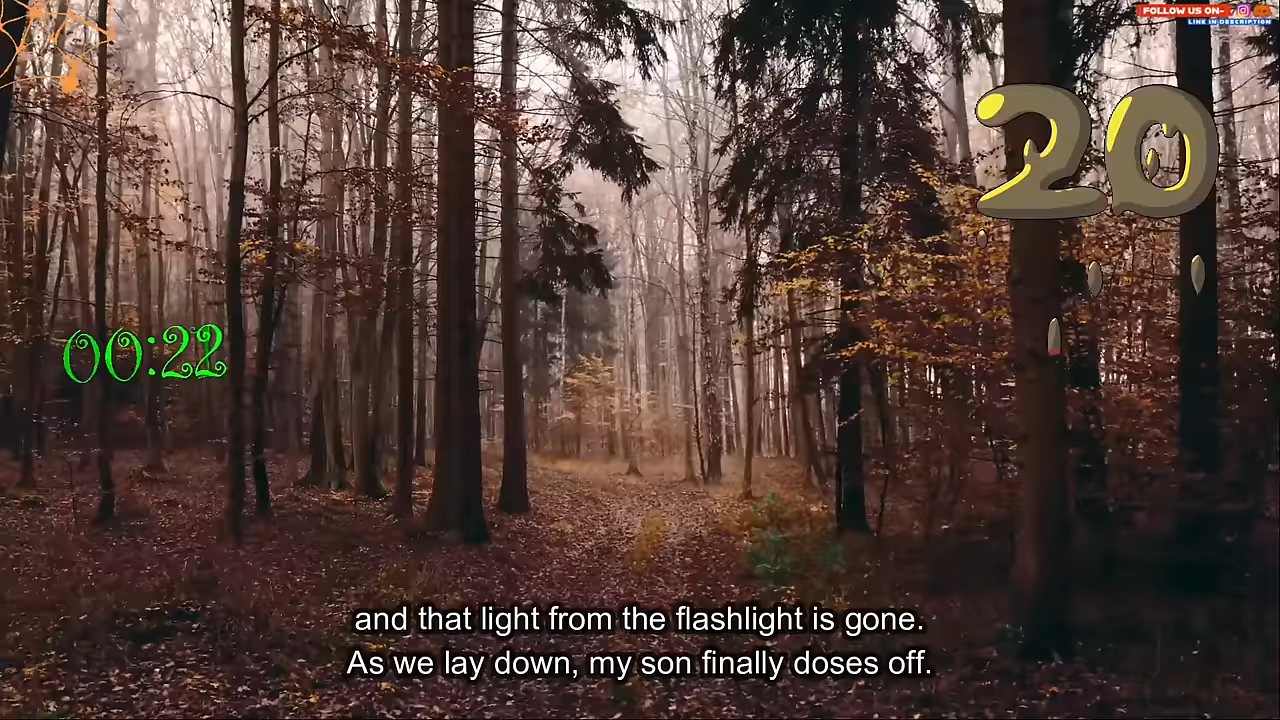 FOLLOW US ON-
LINK IN DESCRIPTION
20
00:22
and that light from the flashlight is gone.
As we lay down, my son finally doses off.